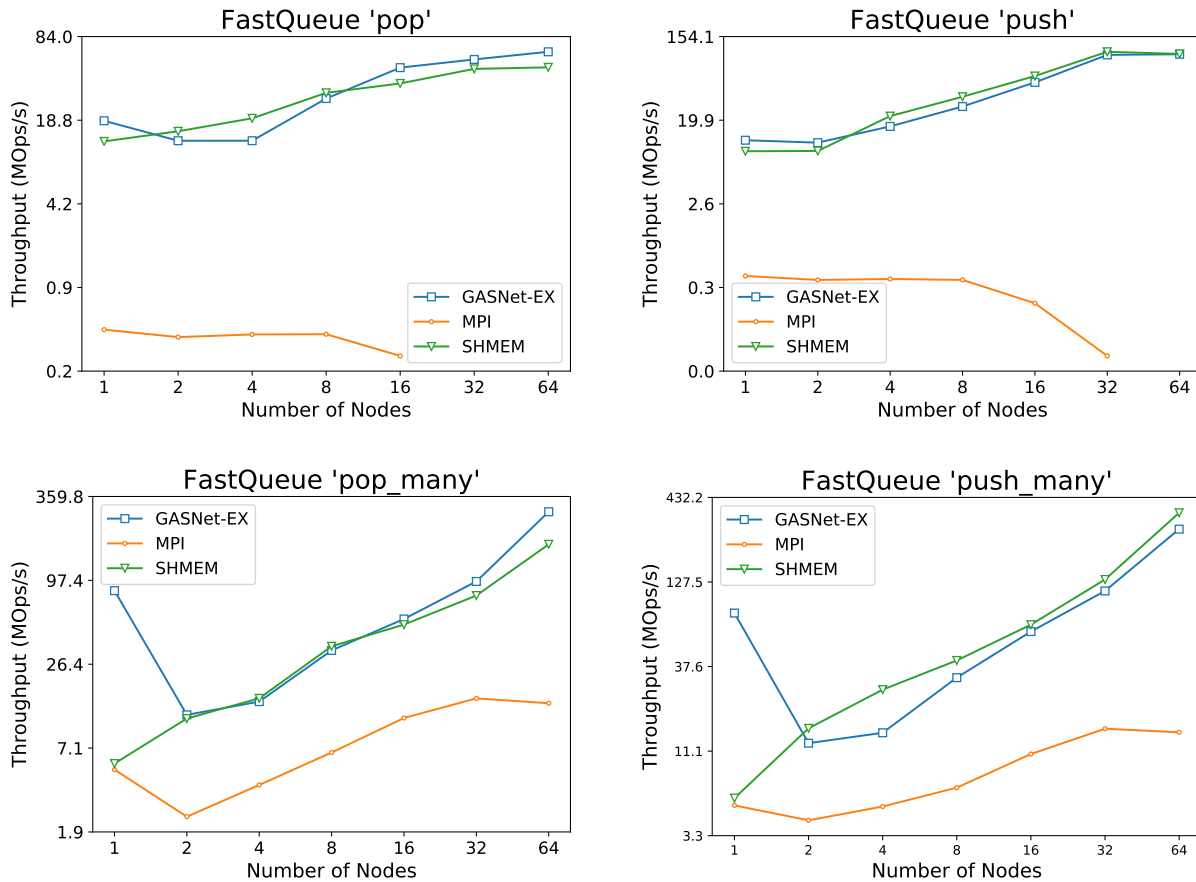 FastQueue 'pop'
84.0
18.8
4.2
0.9
0.2
Throughput (MOps/s)
GASNet-EX
MPI
SHMEM
1 2 4 8 16 32 64
Number of Nodes
FastQueue 'push'
154.1
19.9
2.6
0.3
0.0
Throughput (MOps/s)
GASNet-EX
MPI
SHMEM
1 2 4 8 16 32 64
Number of Nodes
FastQueue 'pop_many'
359.8
97.4
26.4
7.1
1.9
Throughput (MOps/s)
GASNet-EX
MPI
SHMEM
1 2 4 8 16 32 64
Number of Nodes
FastQueue 'push_many'
432.2
127.5
37.6
11.1
3.3
Throughput (MOps/s)
GASNet-EX
MPI
SHMEM
1 2 4 8 16 32 64
Number of Nodes